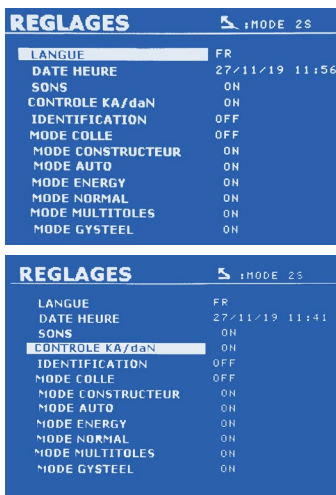 REGLAGES :MODE 2S
LANGUE FR
DATE HEURE 27/11/19 11:56
SONS ON
CONTROLE KA/daN ON
IDENTIFICATION OFF
MODE COLLE OFF
MODE CONSTRUCTEUR ON
MODE AUTO ON
MODE ENERGY ON
MODE NORMAL ON
MODE MULTITOLES ON
MODE GYSTEEL ON
REGLAGES :MODE 2S
LANGUE FR
DATE HEURE 27/11/19 11:41
SONS ON
CONTROLE KA/daN ON
IDENTIFICATION OFF
MODE COLLE OFF
MODE CONSTRUCTEUR ON
MODE AUTO ON
MODE ENERGY ON
MODE NORMAL ON
MODE MULTITOLES ON
MODE GYSTEEL ON